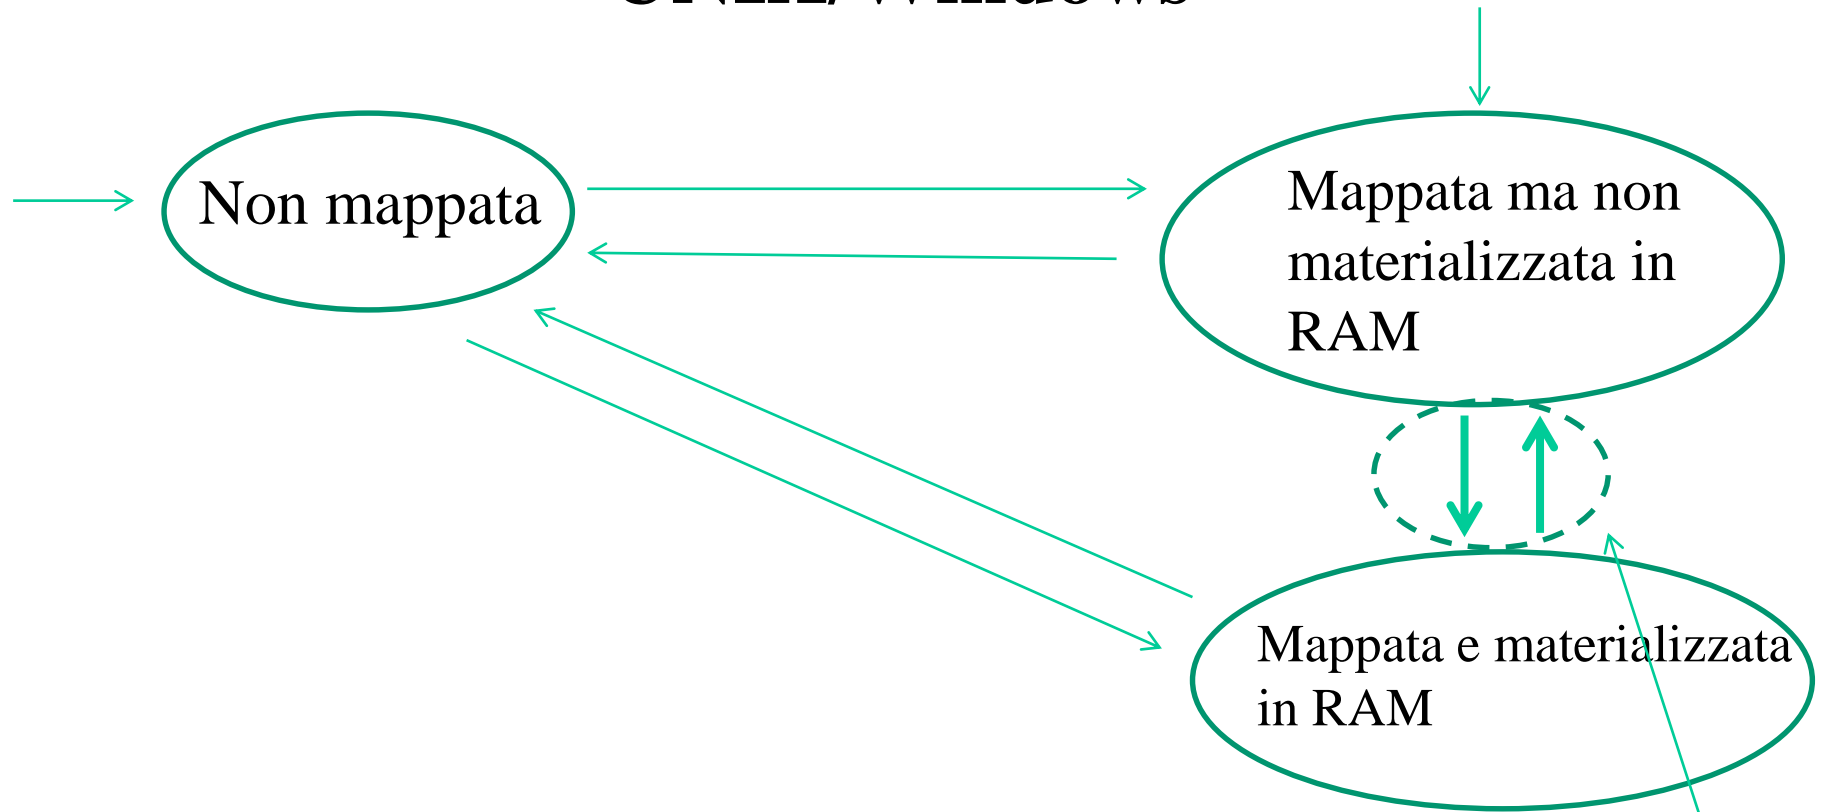 Non mappata
Mappata ma non
materializzata in
RAM
Mappata e materializzata
in RAM